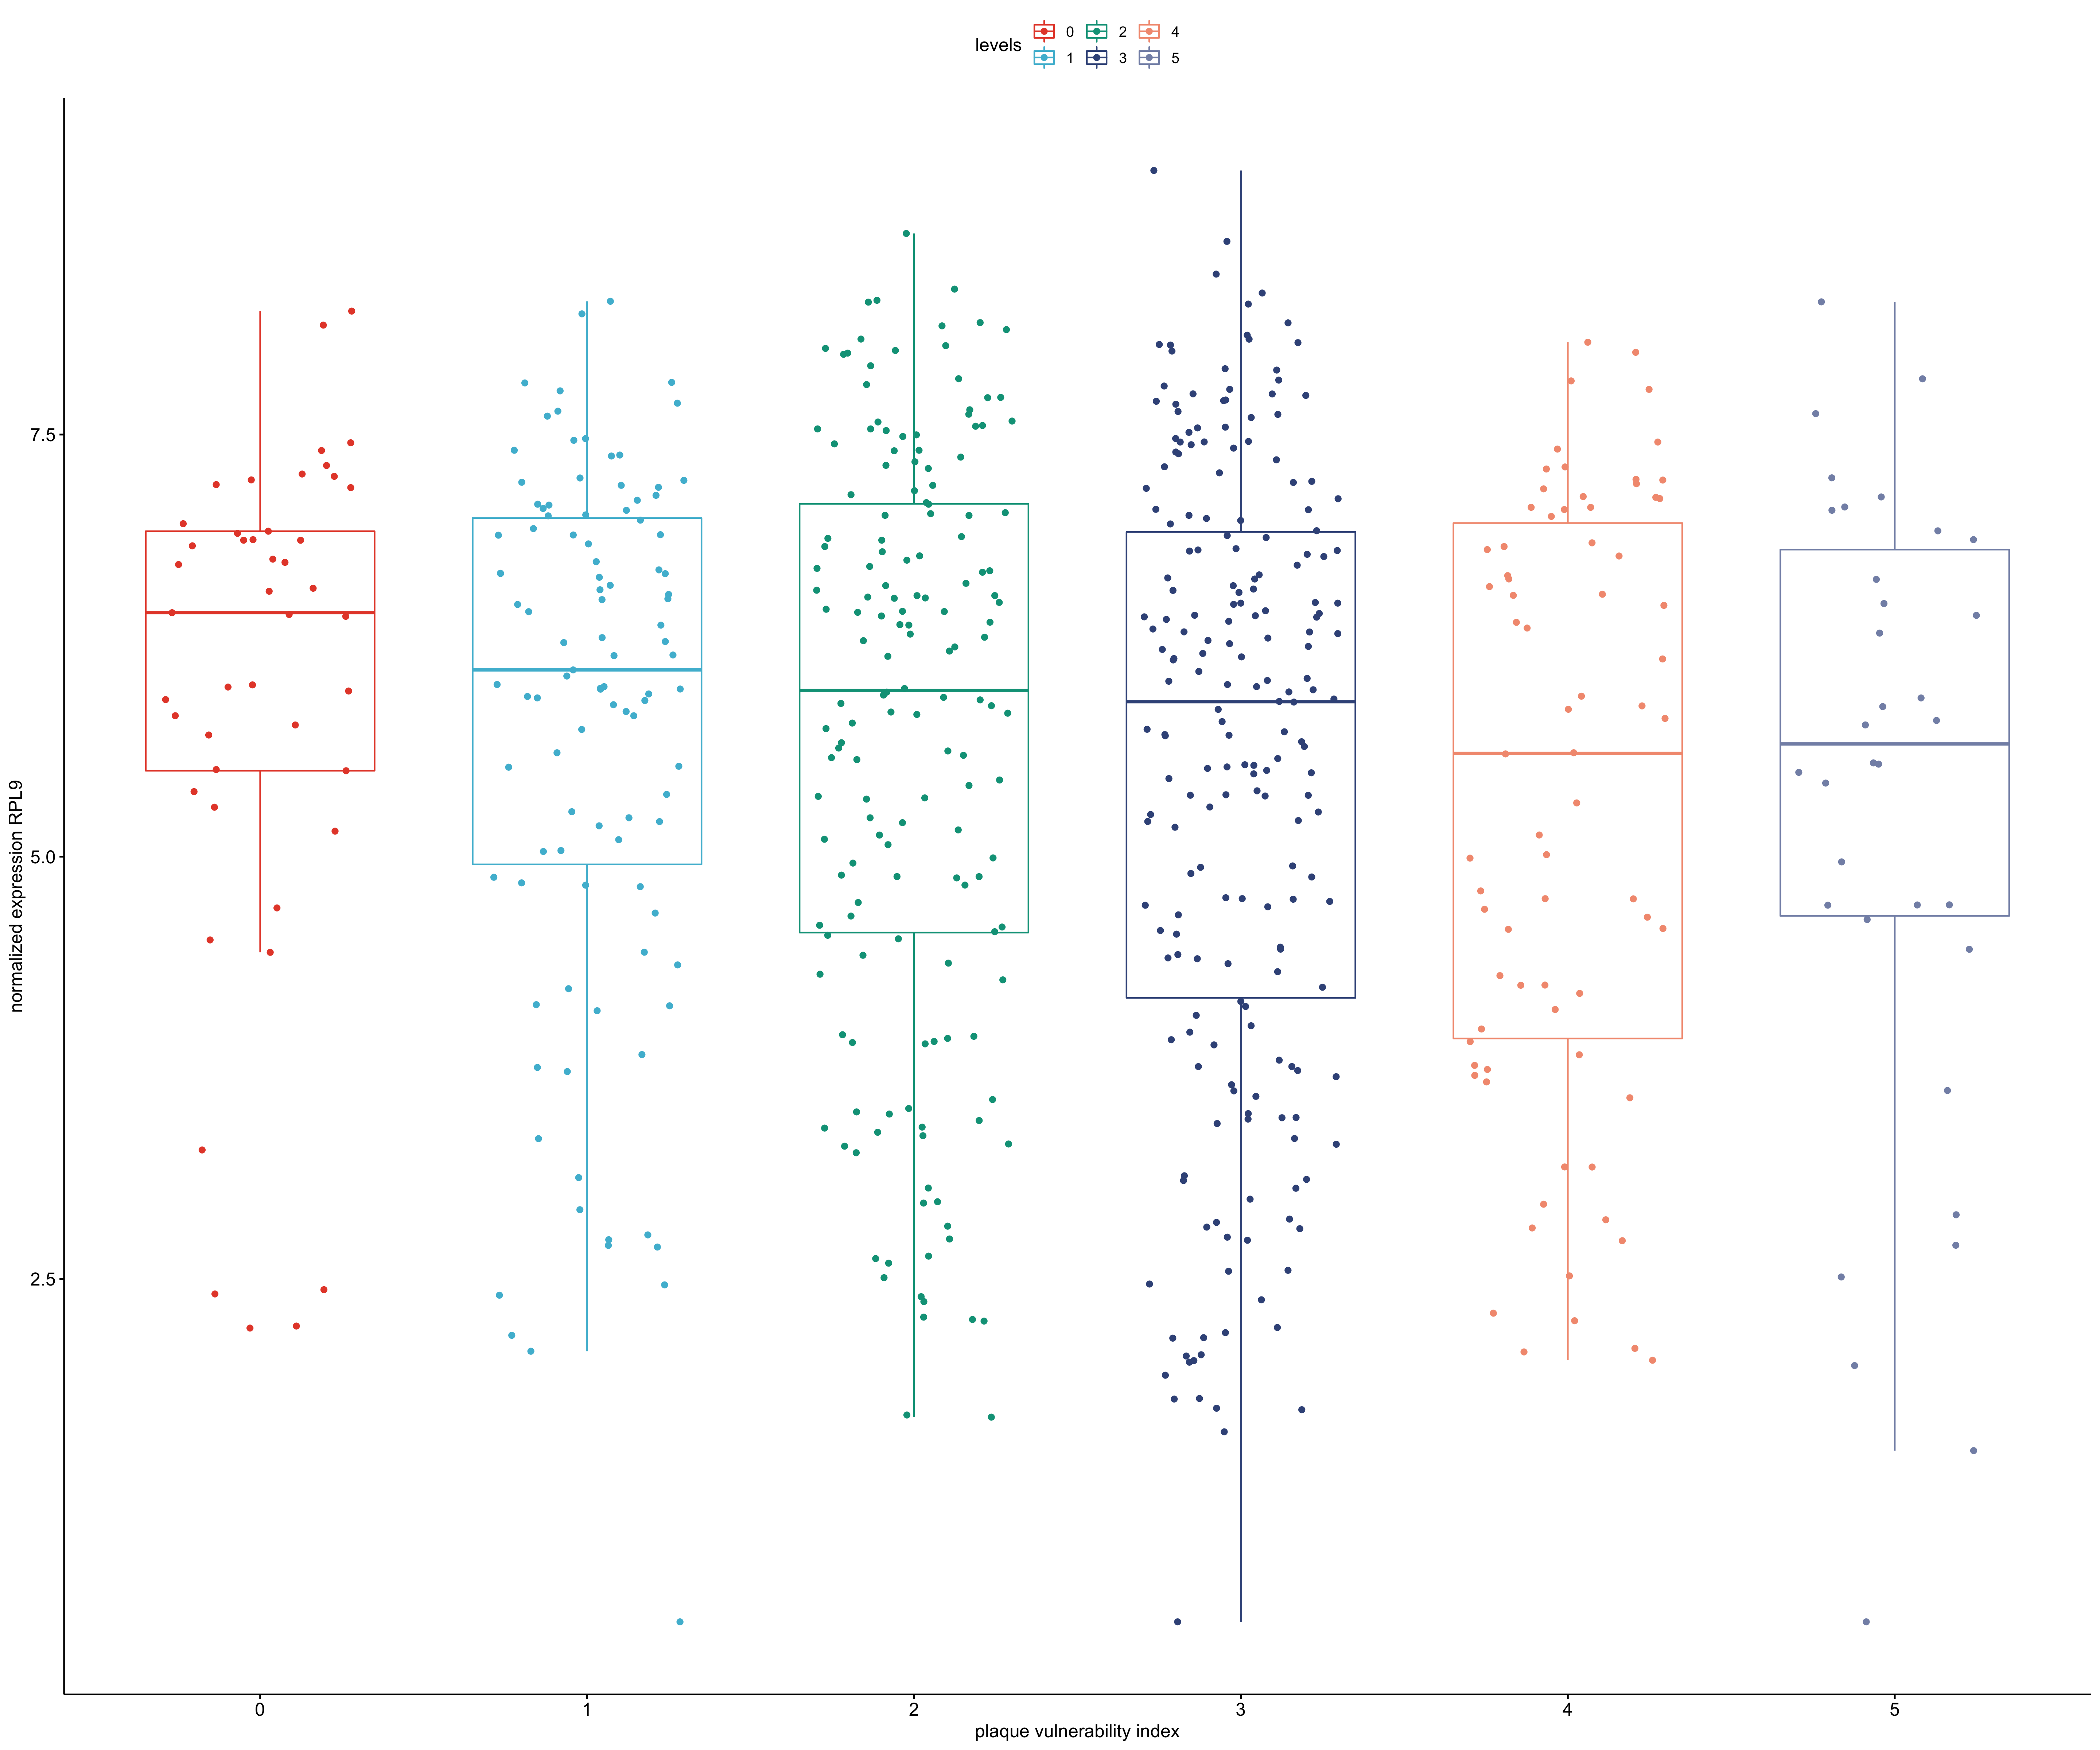 levels 0 2 4
1 3 5
normalized expression RPL9
7.5
5.0
2.5
0 1 2 3 4 5
plaque vulnerability index